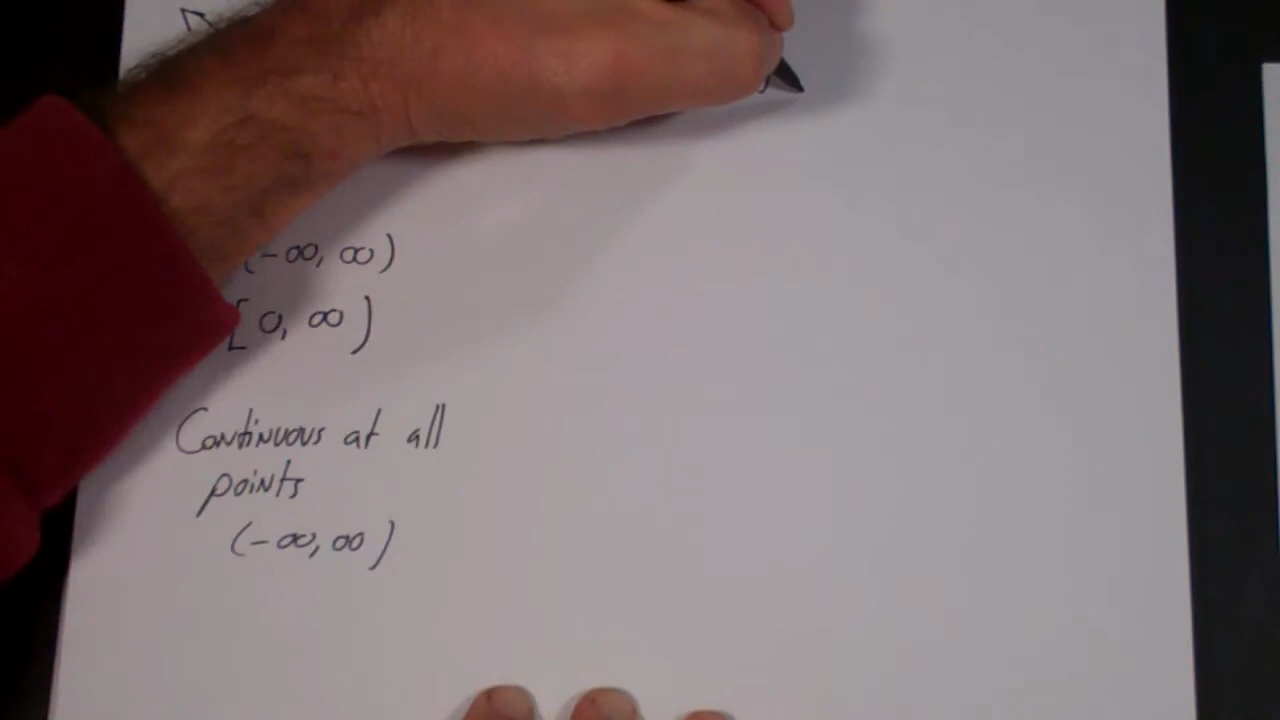 (-∞, ∞)
[0, ∞)
Continuous at all
points
(-∞, ∞)